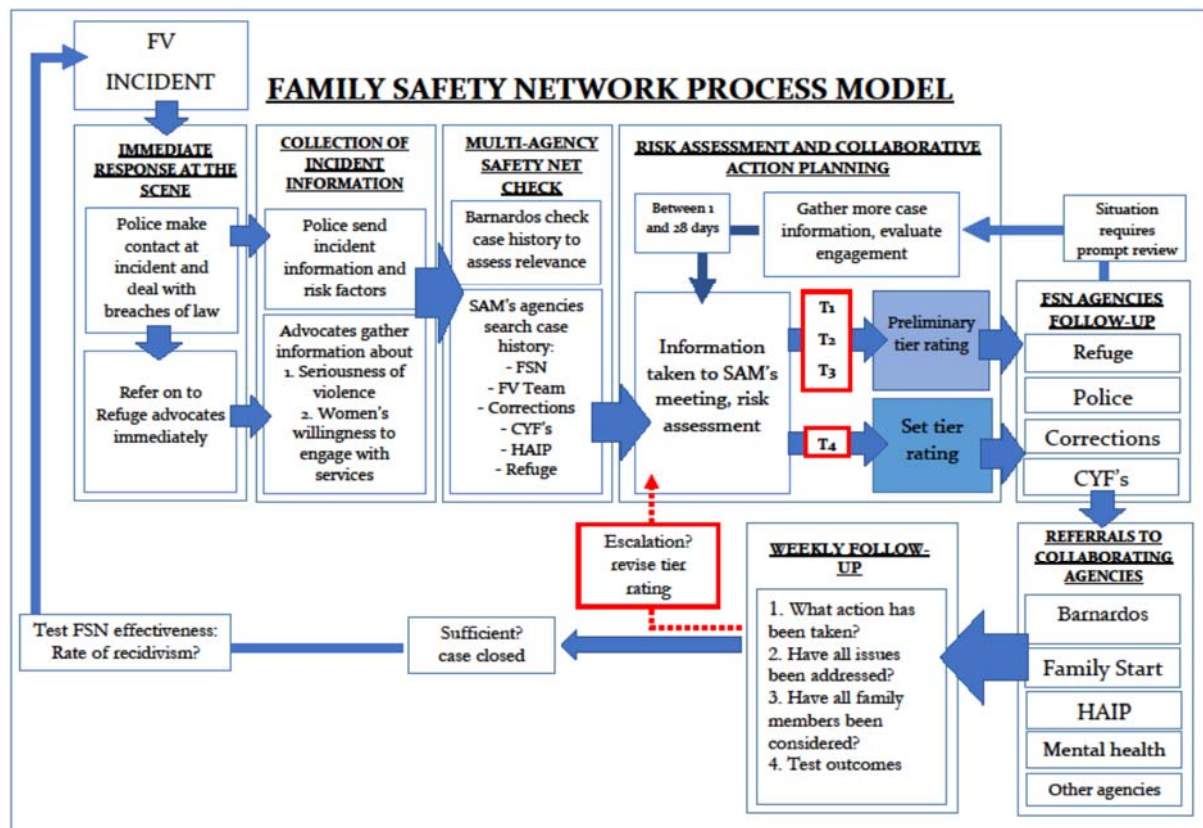 FV
INCIDENT
FAMILY SAFETY NETWORK PROCESS MODEL
IMMEDIATE
RESPONSE AT THE
SCENE
Police make
contact at
incident and
deal with
breaches of law
Refer on to
Refuge advocates
immediately
COLLECTION OF
INCIDENT
INFORMATION
Police send
incident
information and
risk factors
Advocates gather
information about
1. Seriousness of
violence
2. Women's
willingness to
engage with
services
MULTI-AGENCY
SAFETY NET
CHECK
Barnardos check
case history to
assess relevance
SAM's agencies
search case
history:
- FSN
- FV Team
- Corrections
- CYF's
- HAIP
- Refuge
RISK ASSESSMENT AND COLLABORATIVE
ACTION PLANNING
Between 1
and 28 days
Gather more case
information, evaluate
engagement
Situation
requires
prompt review
Information
taken to SAM's
meeting, risk
assessment
T1
T2
T3
Preliminary
tier rating
T4
Set tier
rating
FSN AGENCIES
FOLLOW-UP
Refuge
Police
Corrections
CYF's
REFERRALS TO
COLLABORATING
AGENCIES
Barnardos
Family Start
HAIP
Mental health
Other agencies
WEEKLY FOLLOW-
UP
1. What action has
been taken?
2. Have all issues
been addressed?
3. Have all family
members been
considered?
4. Test outcomes
Escalation?
revise tier
rating
Sufficient?
case closed
Test FSN effectiveness:
Rate of recidivism?